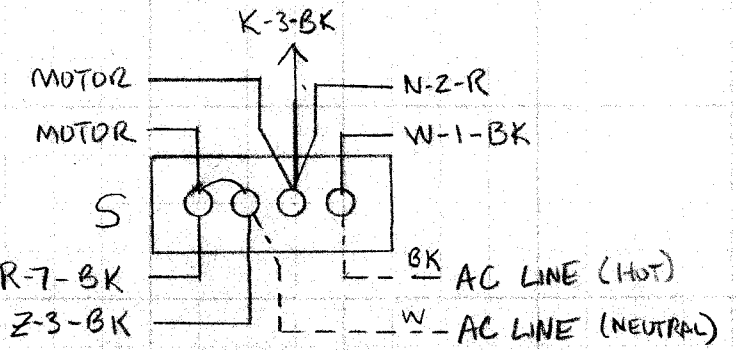 K-3-BK
MOTOR
N-2-R
MOTOR
W-1-BK
S
R-7-BK
BK AC LINE (HOT)
Z-3-BK
W AC LINE (NEUTRAL)